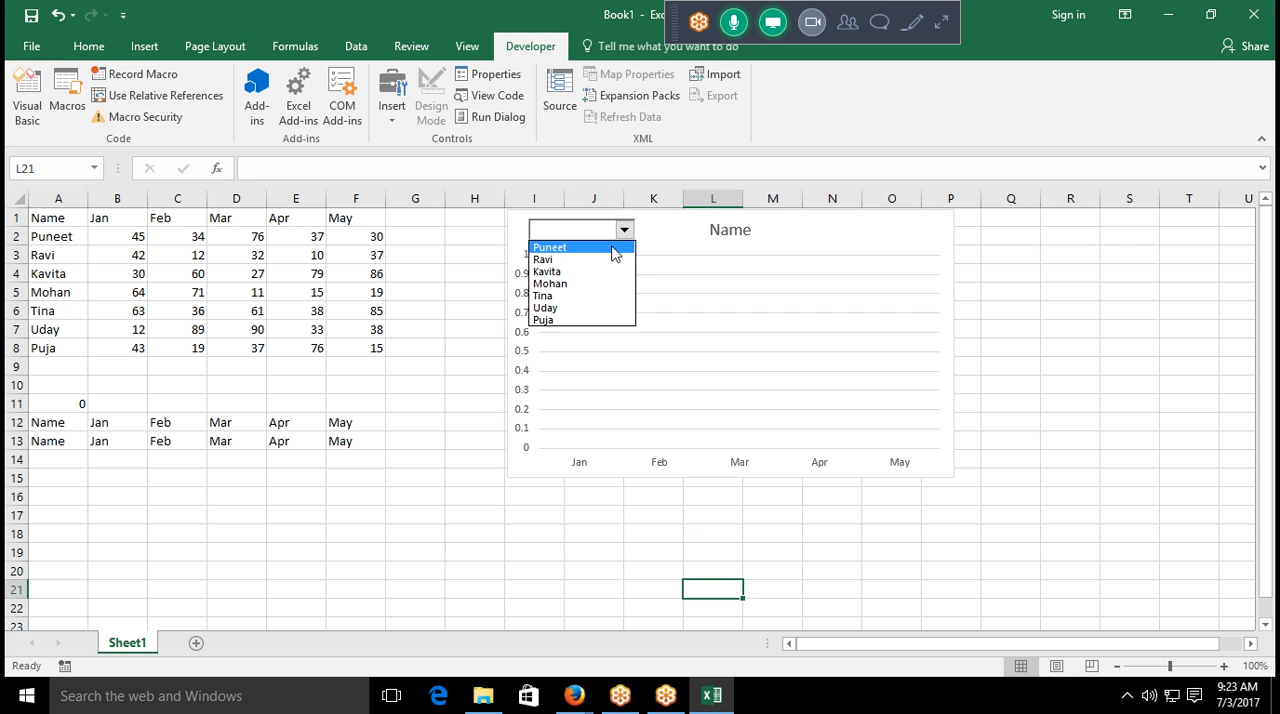 Book1 - Exc
Sign in
File Home Insert Page Layout Formulas Data Review View Developer Tell me what you want to do Share
Visual Basic
Macros
Record Macro
Use Relative References
Macro Security
Code
Add-ins
Excel Add-ins
COM Add-ins
Add-ins
Insert
Design Mode
Properties
View Code
Run Dialog
Controls
Source
Map Properties
Expansion Packs
Refresh Data
Import
Export
XML
L21 fx
A B C D E F G H I J K L M N O P Q R S T U
1 Name Jan Feb Mar Apr May
2 Puneet 45 34 76 37 30
3 Ravi 42 12 32 10 37
4 Kavita 30 60 27 79 86
5 Mohan 64 71 11 15 19
6 Tina 63 36 61 38 85
7 Uday 12 89 90 33 38
8 Puja 43 19 37 76 15
9
10
11 0
12 Name Jan Feb Mar Apr May
13 Name Jan Feb Mar Apr May
14
15
16
17
18
19
20
21
22
23
Name
Puneet
Ravi
Kavita
Mohan
Tina
Uday
Puja
1
0.9
0.8
0.7
0.6
0.5
0.4
0.3
0.2
0.1
0
Jan Feb Mar Apr May
Sheet1
Ready
100%
Search the web and Windows
9:23 AM
7/3/2017